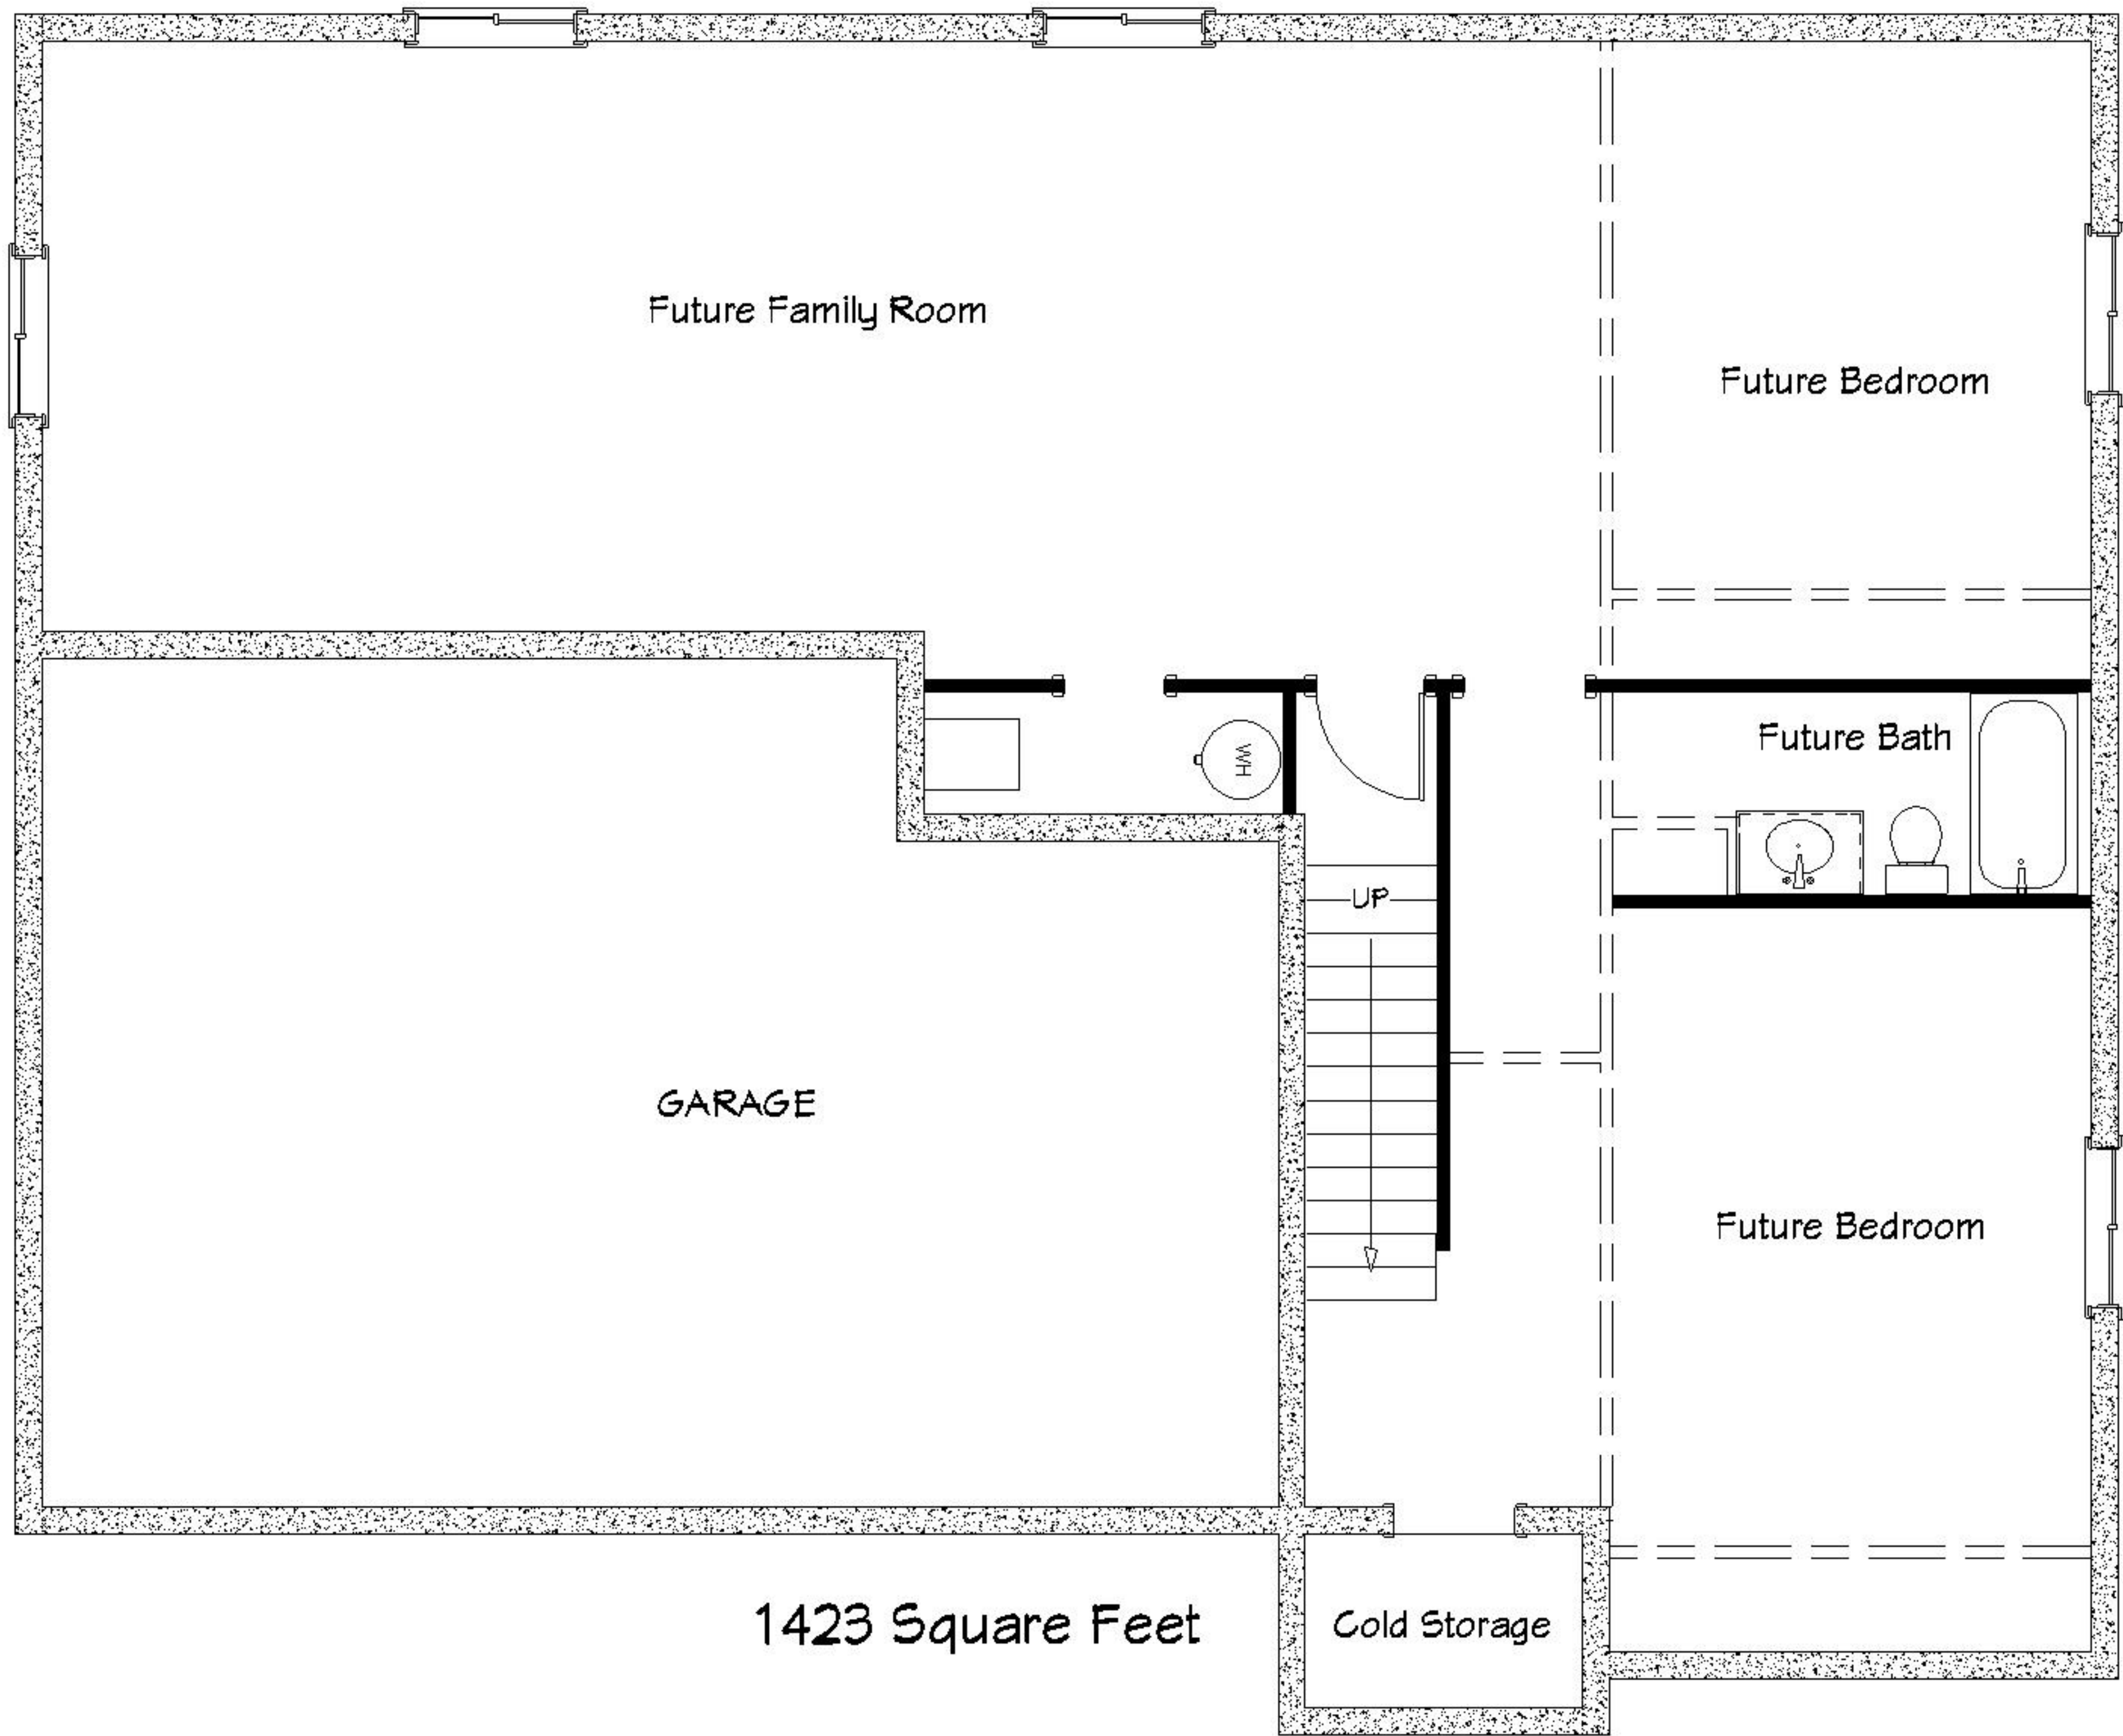 Future Family Room
Future Bedroom
Future Bath
WH
UP
GARAGE
Future Bedroom
1423 Square Feet
Cold Storage